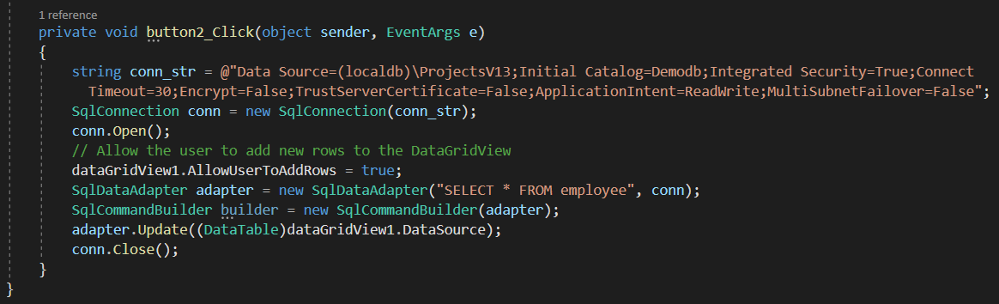 1 reference
private void button2_Click(object sender, EventArgs e)
{
string conn_str = @"Data Source=(localdb)\ProjectsV13;Initial Catalog=Demodb;Integrated Security=True;Connect
Timeout=30;Encrypt=False;TrustServerCertificate=False;ApplicationIntent=ReadWrite;MultiSubnetFailover=False";
SqlConnection conn = new SqlConnection(conn_str);
conn.Open();
// Allow the user to add new rows to the DataGridView
dataGridView1.AllowUserToAddRows = true;
SqlDataAdapter adapter = new SqlDataAdapter("SELECT * FROM employee", conn);
SqlCommandBuilder builder = new SqlCommandBuilder(adapter);
adapter.Update((DataTable)dataGridView1.DataSource);
conn.Close();
}
}